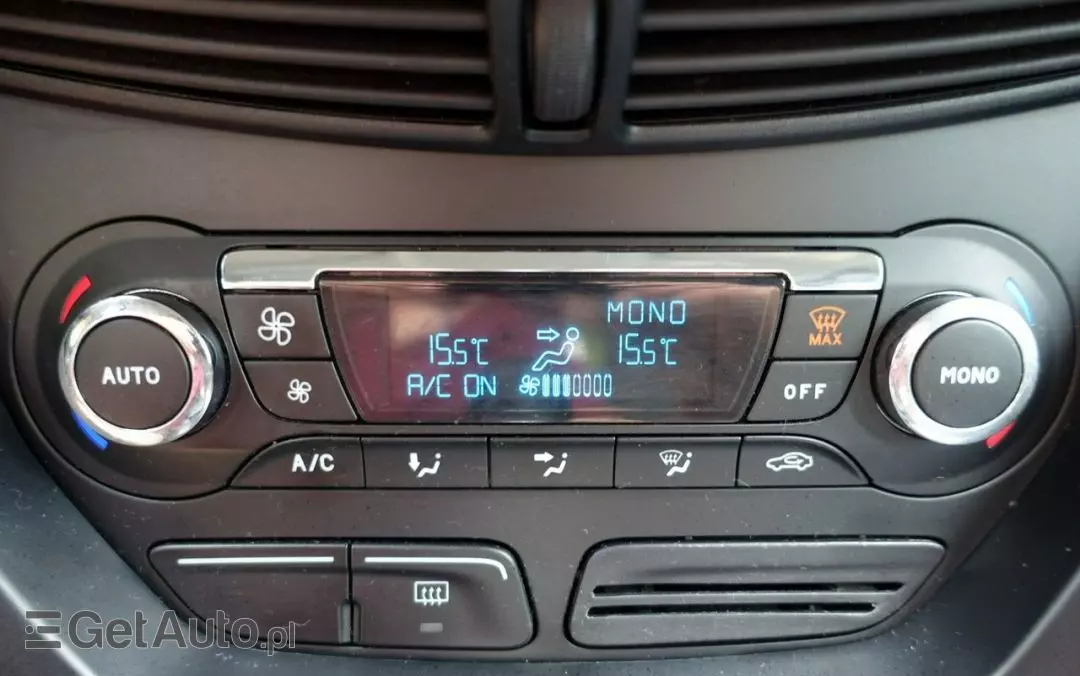 MONO
15.5°C 15.5°C
A/C ON
MAX
AUTO
OFF
MONO
A/C
GetAuto.pl